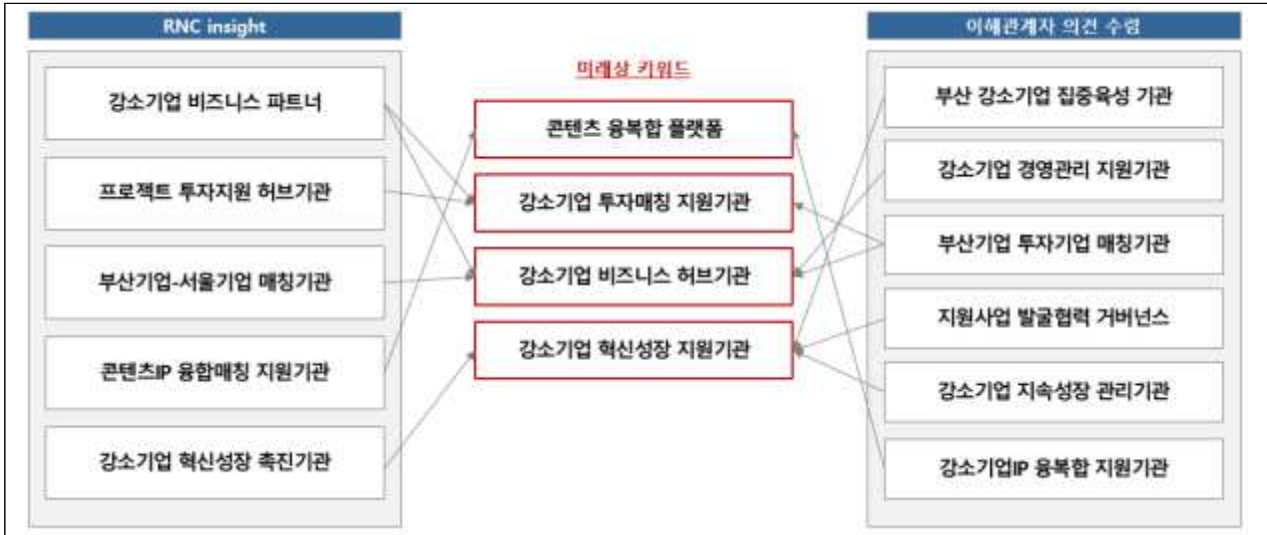 RNC insight
강소기업 비즈니스 파트너
프로젝트 투자지원 허브기관
부산기업-서울기업 매칭기관
콘텐츠IP 융합매칭 지원기관
강소기업 혁신성장 촉진기관
미래상 키워드
콘텐츠 융복합 플랫폼
강소기업 투자매칭 지원기관
강소기업 비즈니스 허브기관
강소기업 혁신성장 지원기관
이해관계자 의견 수렴
부산 강소기업 집중육성 기관
강소기업 경영관리 지원기관
부산기업 투자기업 매칭기관
지원사업 발굴협력 거버넌스
강소기업 지속성장 관리기관
강소기업IP 융복합 지원기관